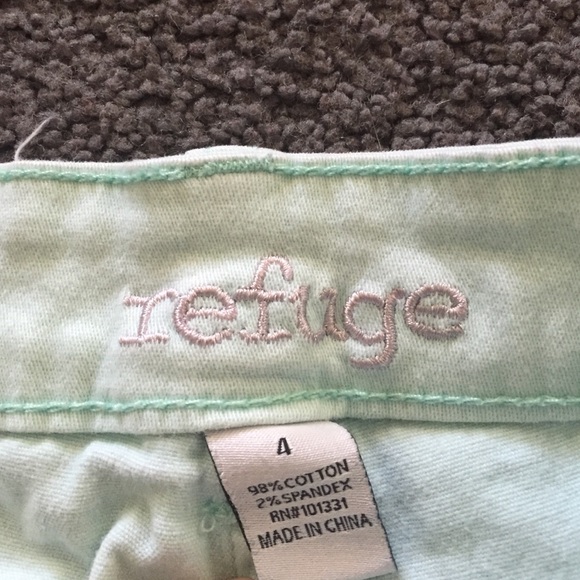 refuge
4
98% COTTON
2% SPANDEX
RN#101331
MADE IN CHINA